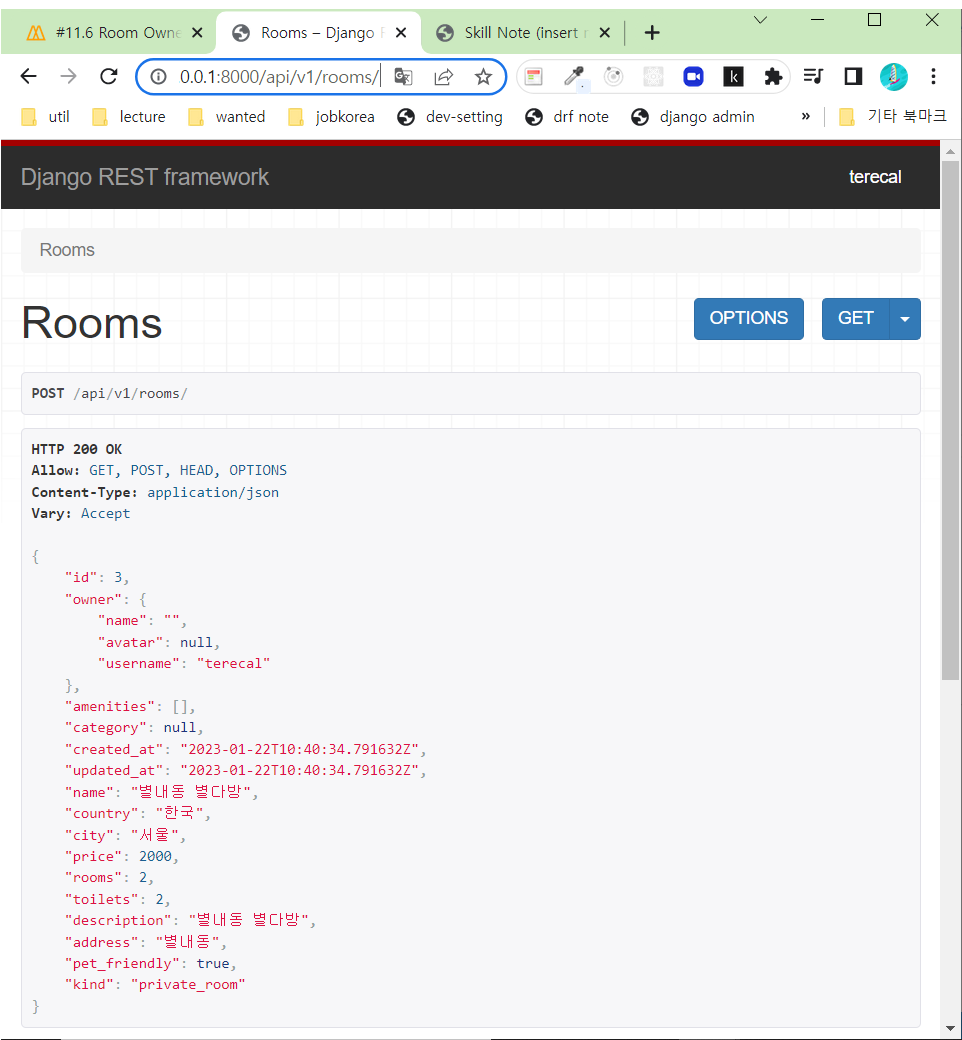 #11.6 Room Owne
Rooms – Django F
Skill Note (insert n
0.0.1:8000/api/v1/rooms/
util
lecture
wanted
jobkorea
dev-setting
drf note
django admin
»
기타 북마크
Django REST framework
terecal
Rooms
Rooms
OPTIONS
GET
POST /api/v1/rooms/
HTTP 200 OK
Allow: GET, POST, HEAD, OPTIONS
Content-Type: application/json
Vary: Accept
{
"id": 3,
"owner": {
"name": "",
"avatar": null,
"username": "terecal"
},
"amenities": [],
"category": null,
"created_at": "2023-01-22T10:40:34.791632Z",
"updated_at": "2023-01-22T10:40:34.791632Z",
"name": "별내동 별다방",
"country": "한국",
"city": "서울",
"price": 2000,
"rooms": 2,
"toilets": 2,
"description": "별내동 별다방",
"address": "별내동",
"pet_friendly": true,
"kind": "private_room"
}